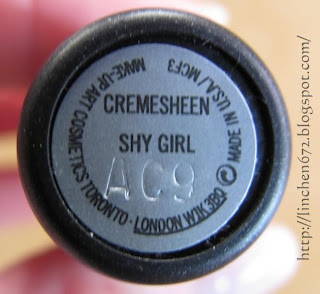 CREMESHEEN
SHY GIRL
AC9
MAKE-UP ART COSMETICS TORONTO · LONDON W1K 3BD Ⓟ MADE IN U.S.A./MCF3
http://linchen672.blogspot.com/